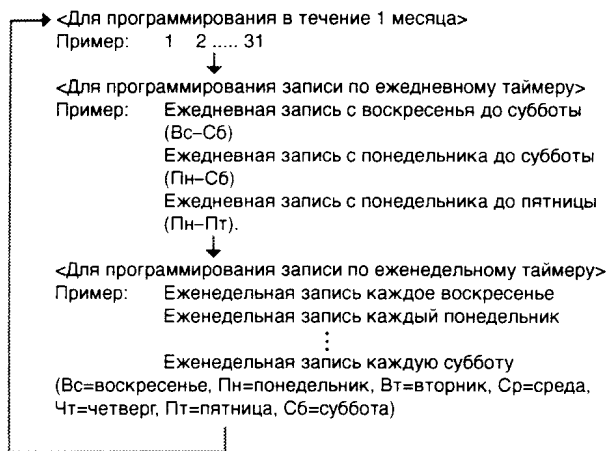 <Для программирования в течение 1 месяца>
Пример: 1 2 ..... 31
<Для программирования записи по ежедневному таймеру>
Пример: Ежедневная запись с воскресенья до субботы
(Вс–Сб)
Ежедневная запись с понедельника до субботы
(Пн–Сб)
Ежедневная запись с понедельника до пятницы
(Пн–Пт).
<Для программирования записи по еженедельному таймеру>
Пример: Еженедельная запись каждое воскресенье
Еженедельная запись каждый понедельник
Еженедельная запись каждую субботу
(Вс=воскресенье, Пн=понедельник, Вт=вторник, Ср=среда,
Чт=четверг, Пт=пятница, Сб=суббота)